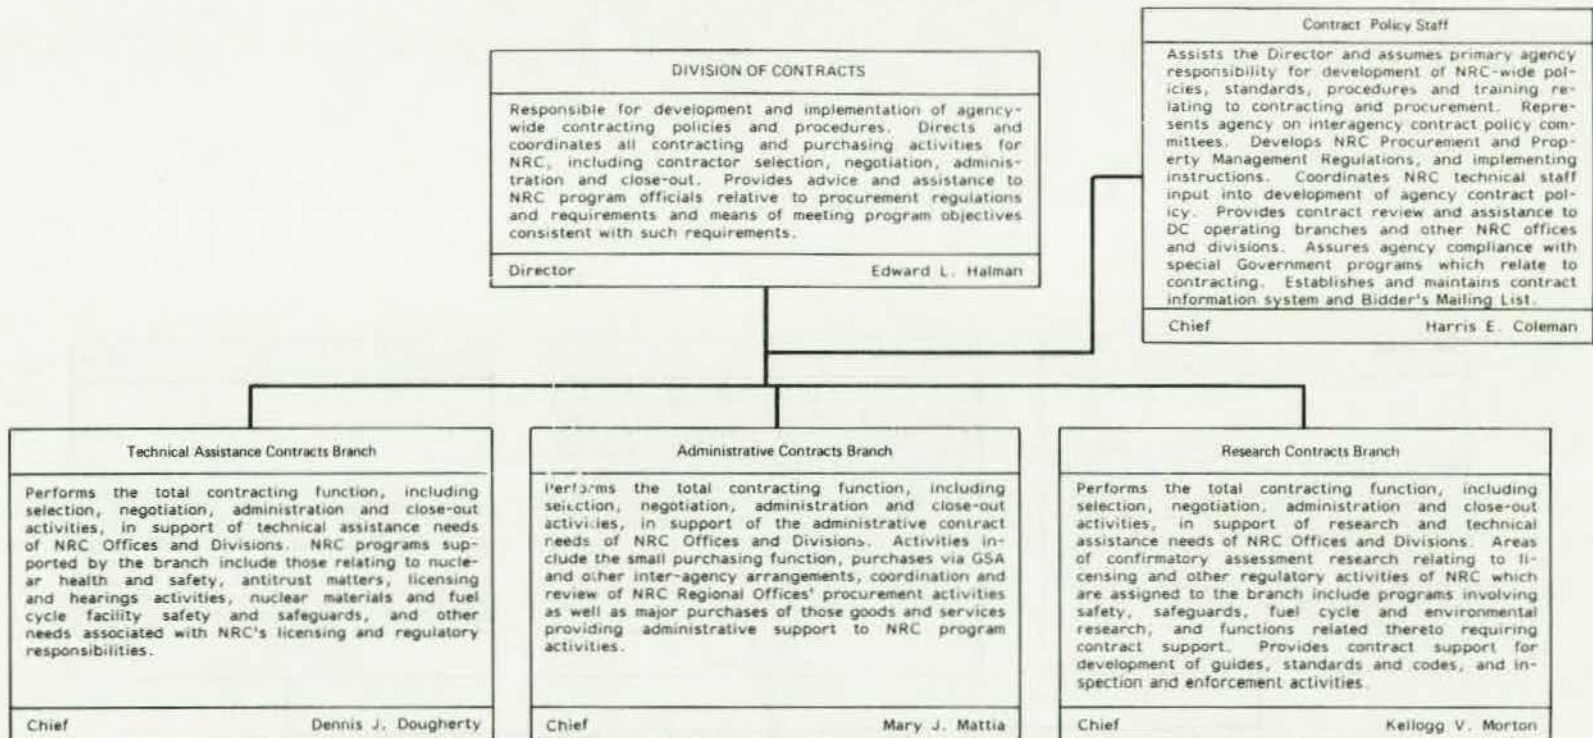 DIVISION OF CONTRACTS
Responsible for development and implementation of agency-
wide contracting policies and procedures. Directs and
coordinates all contracting and purchasing activities for
NRC, including contractor selection, negotiation, adminis-
tration and close-out. Provides advice and assistance to
NRC program officials relative to procurement regulations
and requirements and means of meeting program objectives
consistent with such requirements.
Director Edward L. Halman
Contract Policy Staff
Assists the Director and assumes primary agency
responsibility for development of NRC-wide pol-
icies, standards, procedures and training re-
lating to contracting and procurement. Repre-
sents agency on interagency contract policy com-
mittees. Develops NRC Procurement and Prop-
erty Management Regulations, and implementing
instructions. Coordinates NRC technical staff
input into development of agency contract pol-
icy. Provides contract review and assistance to
DC operating branches and other NRC offices
and divisions. Assures agency compliance with
special Government programs which relate to
contracting. Establishes and maintains contract
information system and Bidder's Mailing List.
Chief Harris E. Coleman
Technical Assistance Contracts Branch
Performs the total contracting function, including
selection, negotiation, administration and close-out
activities, in support of technical assistance needs
of NRC Offices and Divisions. NRC programs sup-
ported by the branch include those relating to nucle-
ar health and safety, antitrust matters, licensing
and hearings activities, nuclear materials and fuel
cycle facility safety and safeguards, and other
needs associated with NRC's licensing and regulatory
responsibilities.
Chief Dennis J. Dougherty
Administrative Contracts Branch
Performs the total contracting function, including
selection, negotiation, administration and close-out
activities, in support of the administrative contract
needs of NRC Offices and Divisions. Activities in-
clude the small purchasing function, purchases via GSA
and other inter-agency arrangements, coordination and
review of NRC Regional Offices' procurement activities
as well as major purchases of those goods and services
providing administrative support to NRC program
activities.
Chief Mary J. Mattia
Research Contracts Branch
Performs the total contracting function, including
selection, negotiation, administration and close-out
activities, in support of research and technical
assistance needs of NRC Offices and Divisions. Areas
of confirmatory assessment research relating to li-
censing and other regulatory activities of NRC which
are assigned to the branch include programs involving
safety, safeguards, fuel cycle and environmental
research, and functions related thereto requiring
contract support. Provides contract support for
development of guides, standards and codes, and in-
spection and enforcement activities.
Chief Kellogg V. Morton